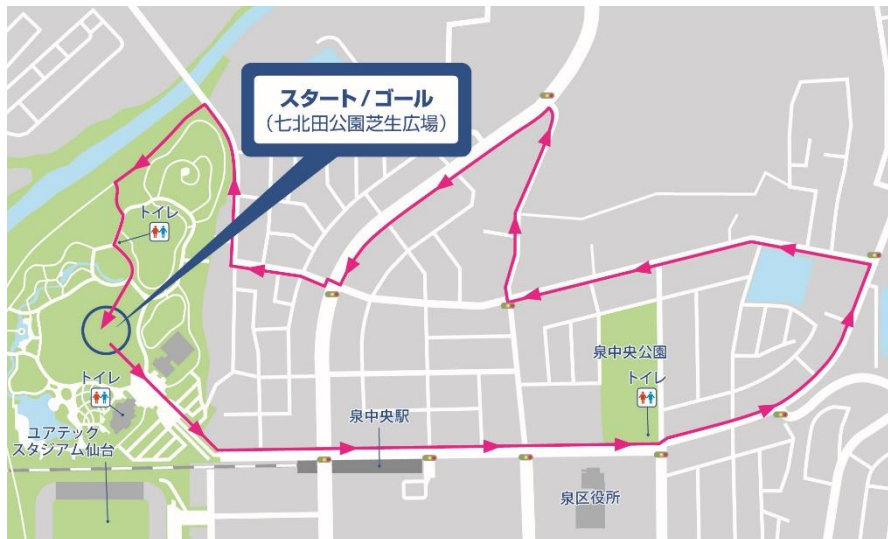 スタート/ゴール
(七北田公園芝生広場)
トイレ
トイレ
ユアテック
スタジアム仙台
泉中央駅
泉中央公園
トイレ
泉区役所